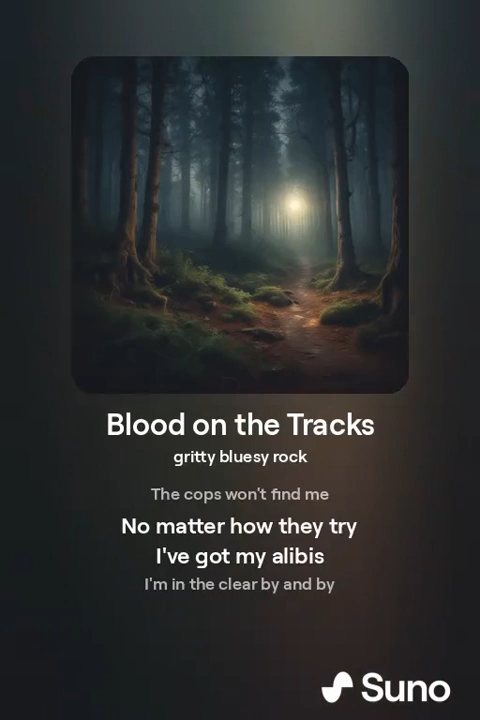 Blood on the Tracks
gritty bluesy rock
The cops won't find me
No matter how they try
I've got my alibis
I'm in the clear by and by
Suno